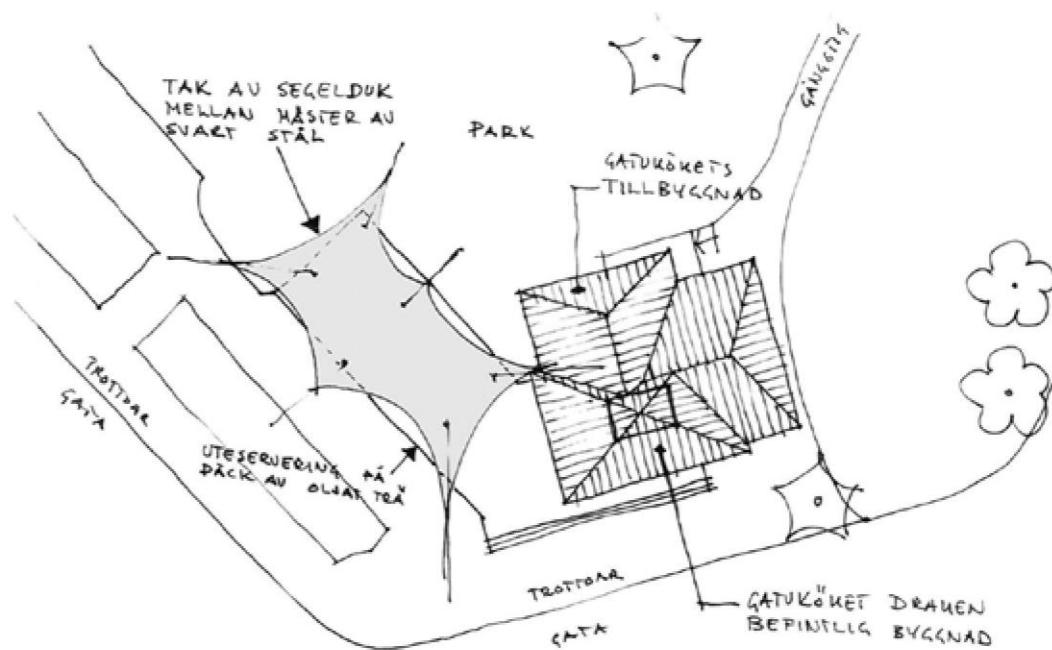 TAK AV SEGELDUK
MELLAN MÅSTER AV
SVART STÅL
PARK
GÅNGSTIG
GATUKÖKETS
TILLBYGGNAD
TROTTOAR
GATA
UTESERVERING PÅ
DÄCK AV OLJAT TRÄ
TROTTOAR
GATA
GATUKÖKET DRAKEN
BEFINTLIG BYGGNAD